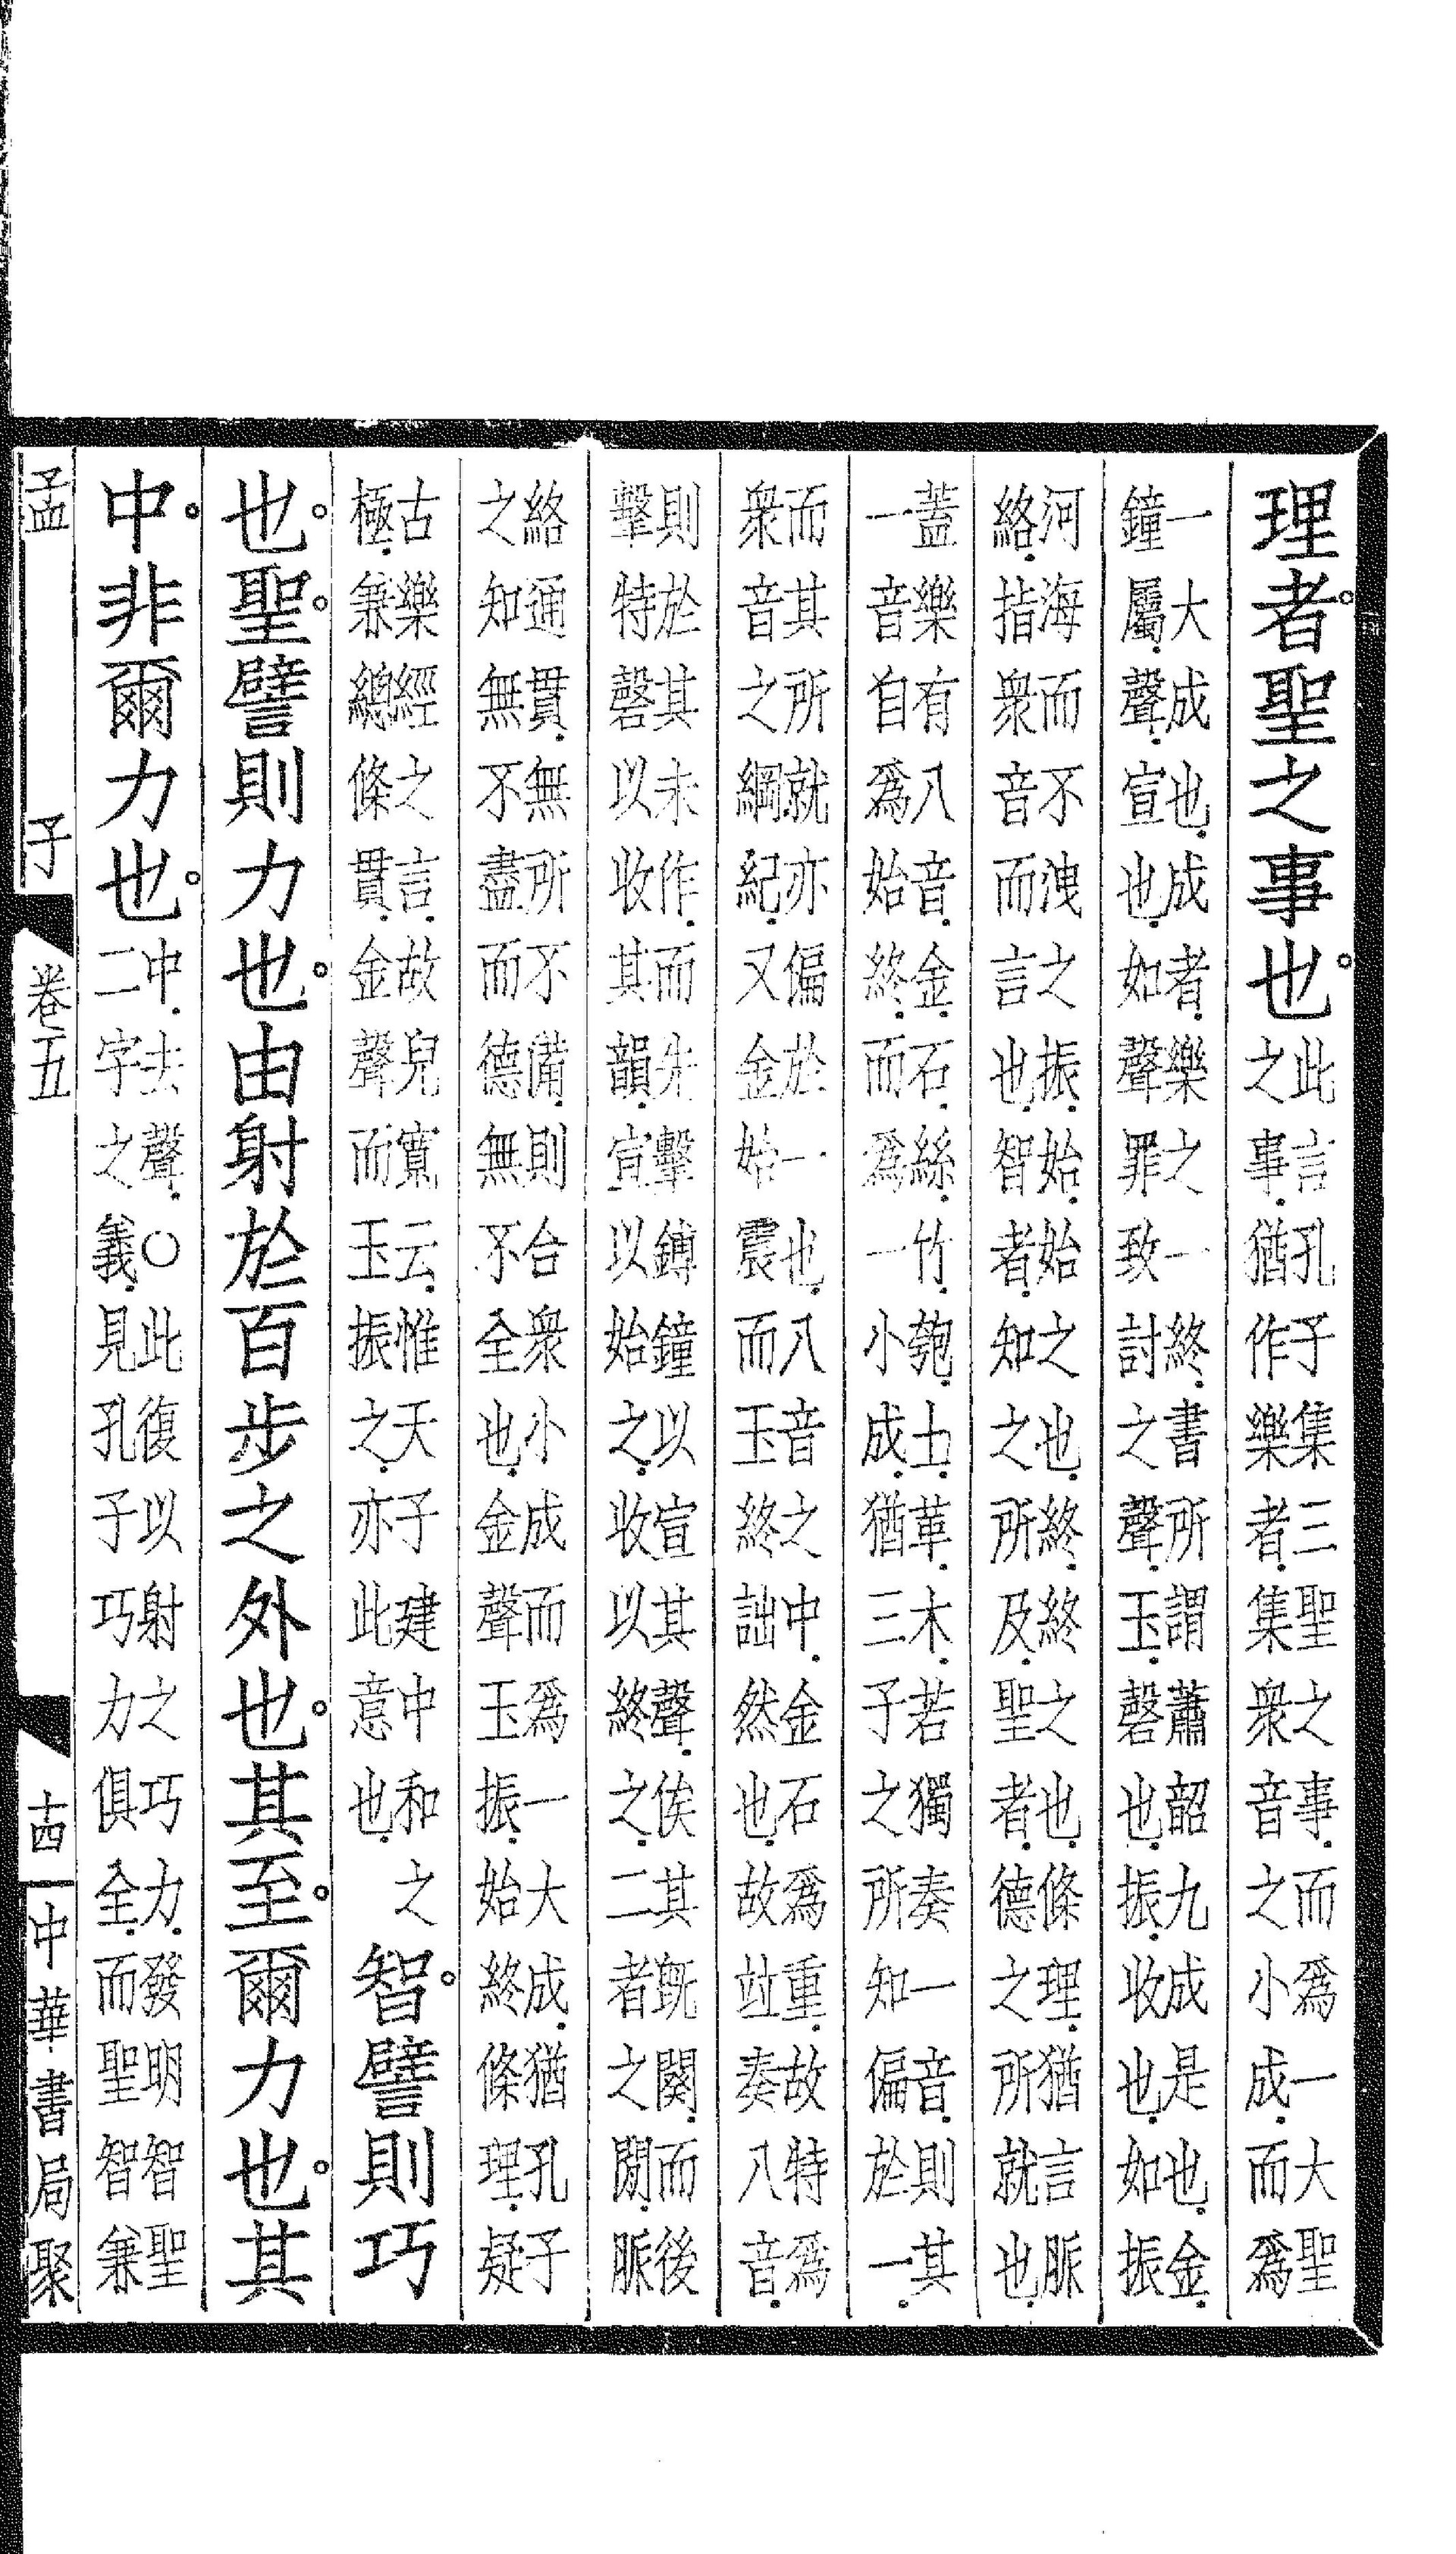 理者。聖之事也。此言孔子集三聖之事.而爲一大聖
之事.猶作樂者.集衆音之小成.而爲
一大成也.成者.樂之一終.書所謂蕭韶九成是也.金.
鐘屬.聲.宣也.如聲罪致討之聲.玉.磬也.振.收也.如振
河海而不洩之振.始.始之也.終.終之也.條理.猶言脈
絡.指衆音而言也.智者.知之所及.聖者.德之所就也.
蓋樂有八音.金.石.絲.竹.匏.土.革.木.若獨奏一音.則其
一音自爲始終.而爲一小成.猶三子之所知偏於一.
而其所就亦偏於一也.八音之中.金石爲重.故特爲
衆音之綱紀.又金始震而玉終詘然也.故竝奏八音.
則於其未作.而先擊鎛鐘以宣其聲.俟其既闋.而後
擊特磬以收其韻.宣以始之.收以終之.二者之閒.脈
絡通貫.無所不備.則合衆小成而爲一大成.猶孔子
之知無不盡而德無不全也.金聲玉振.始終條理.疑
古樂經之言.故兒寬云.惟天子建中和之
極.兼總條貫.金聲而玉振之.亦此意也.
智。譬則巧
也。聖。譬則力也。由射於百步之外也。其至。爾力也。其
中。非爾力也。中.去聲.○此復以射之巧力.發明智聖
二字之義.見孔子巧力俱全.而聖智兼
孟子 卷五 十四 中華書局聚